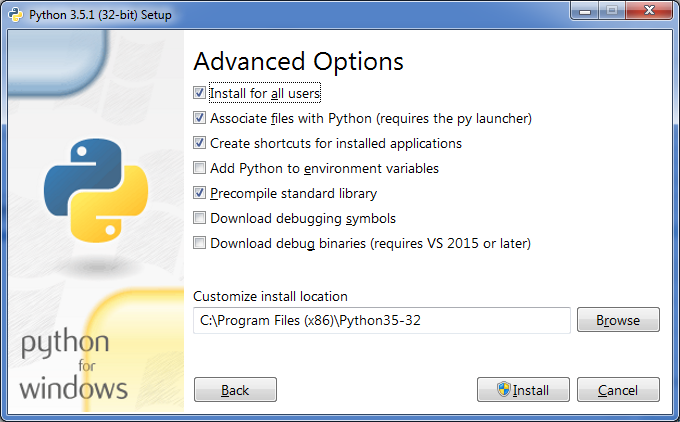 Python 3.5.1 (32-bit) Setup
Advanced Options
Install for all users
Associate files with Python (requires the py launcher)
Create shortcuts for installed applications
Add Python to environment variables
Precompile standard library
Download debugging symbols
Download debug binaries (requires VS 2015 or later)
Customize install location
C:\Program Files (x86)\Python35-32
Browse
python
for
windows
Back
Install
Cancel